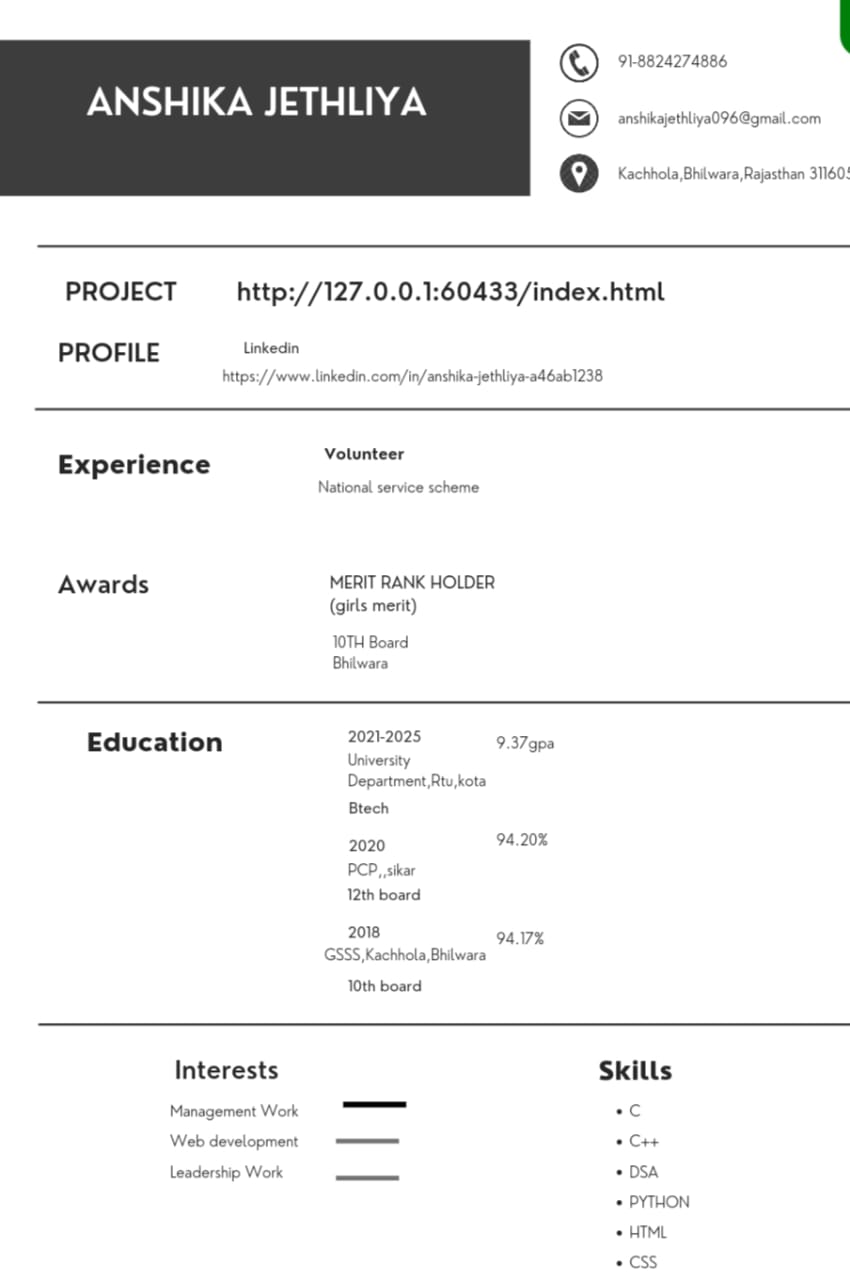 ANSHIKA JETHLIYA
91-8824274886
anshikajethliya096@gmail.com
Kachhola,Bhilwara,Rajasthan 311605
PROJECT http://127.0.0.1:60433/index.html
PROFILE
Linkedin
https://www.linkedin.com/in/anshika-jethliya-a46ab1238
Experience
Volunteer
National service scheme
Awards
MERIT RANK HOLDER
(girls merit)
10TH Board
Bhilwara
Education
2021-2025
9.37gpa
University
Department,Rtu,kota
Btech
2020
94.20%
PCP,,sikar
12th board
2018
94.17%
GSSS,Kachhola,Bhilwara
10th board
Interests
Management Work
Web development
Leadership Work
Skills
• C
• C++
• DSA
• PYTHON
• HTML
• CSS